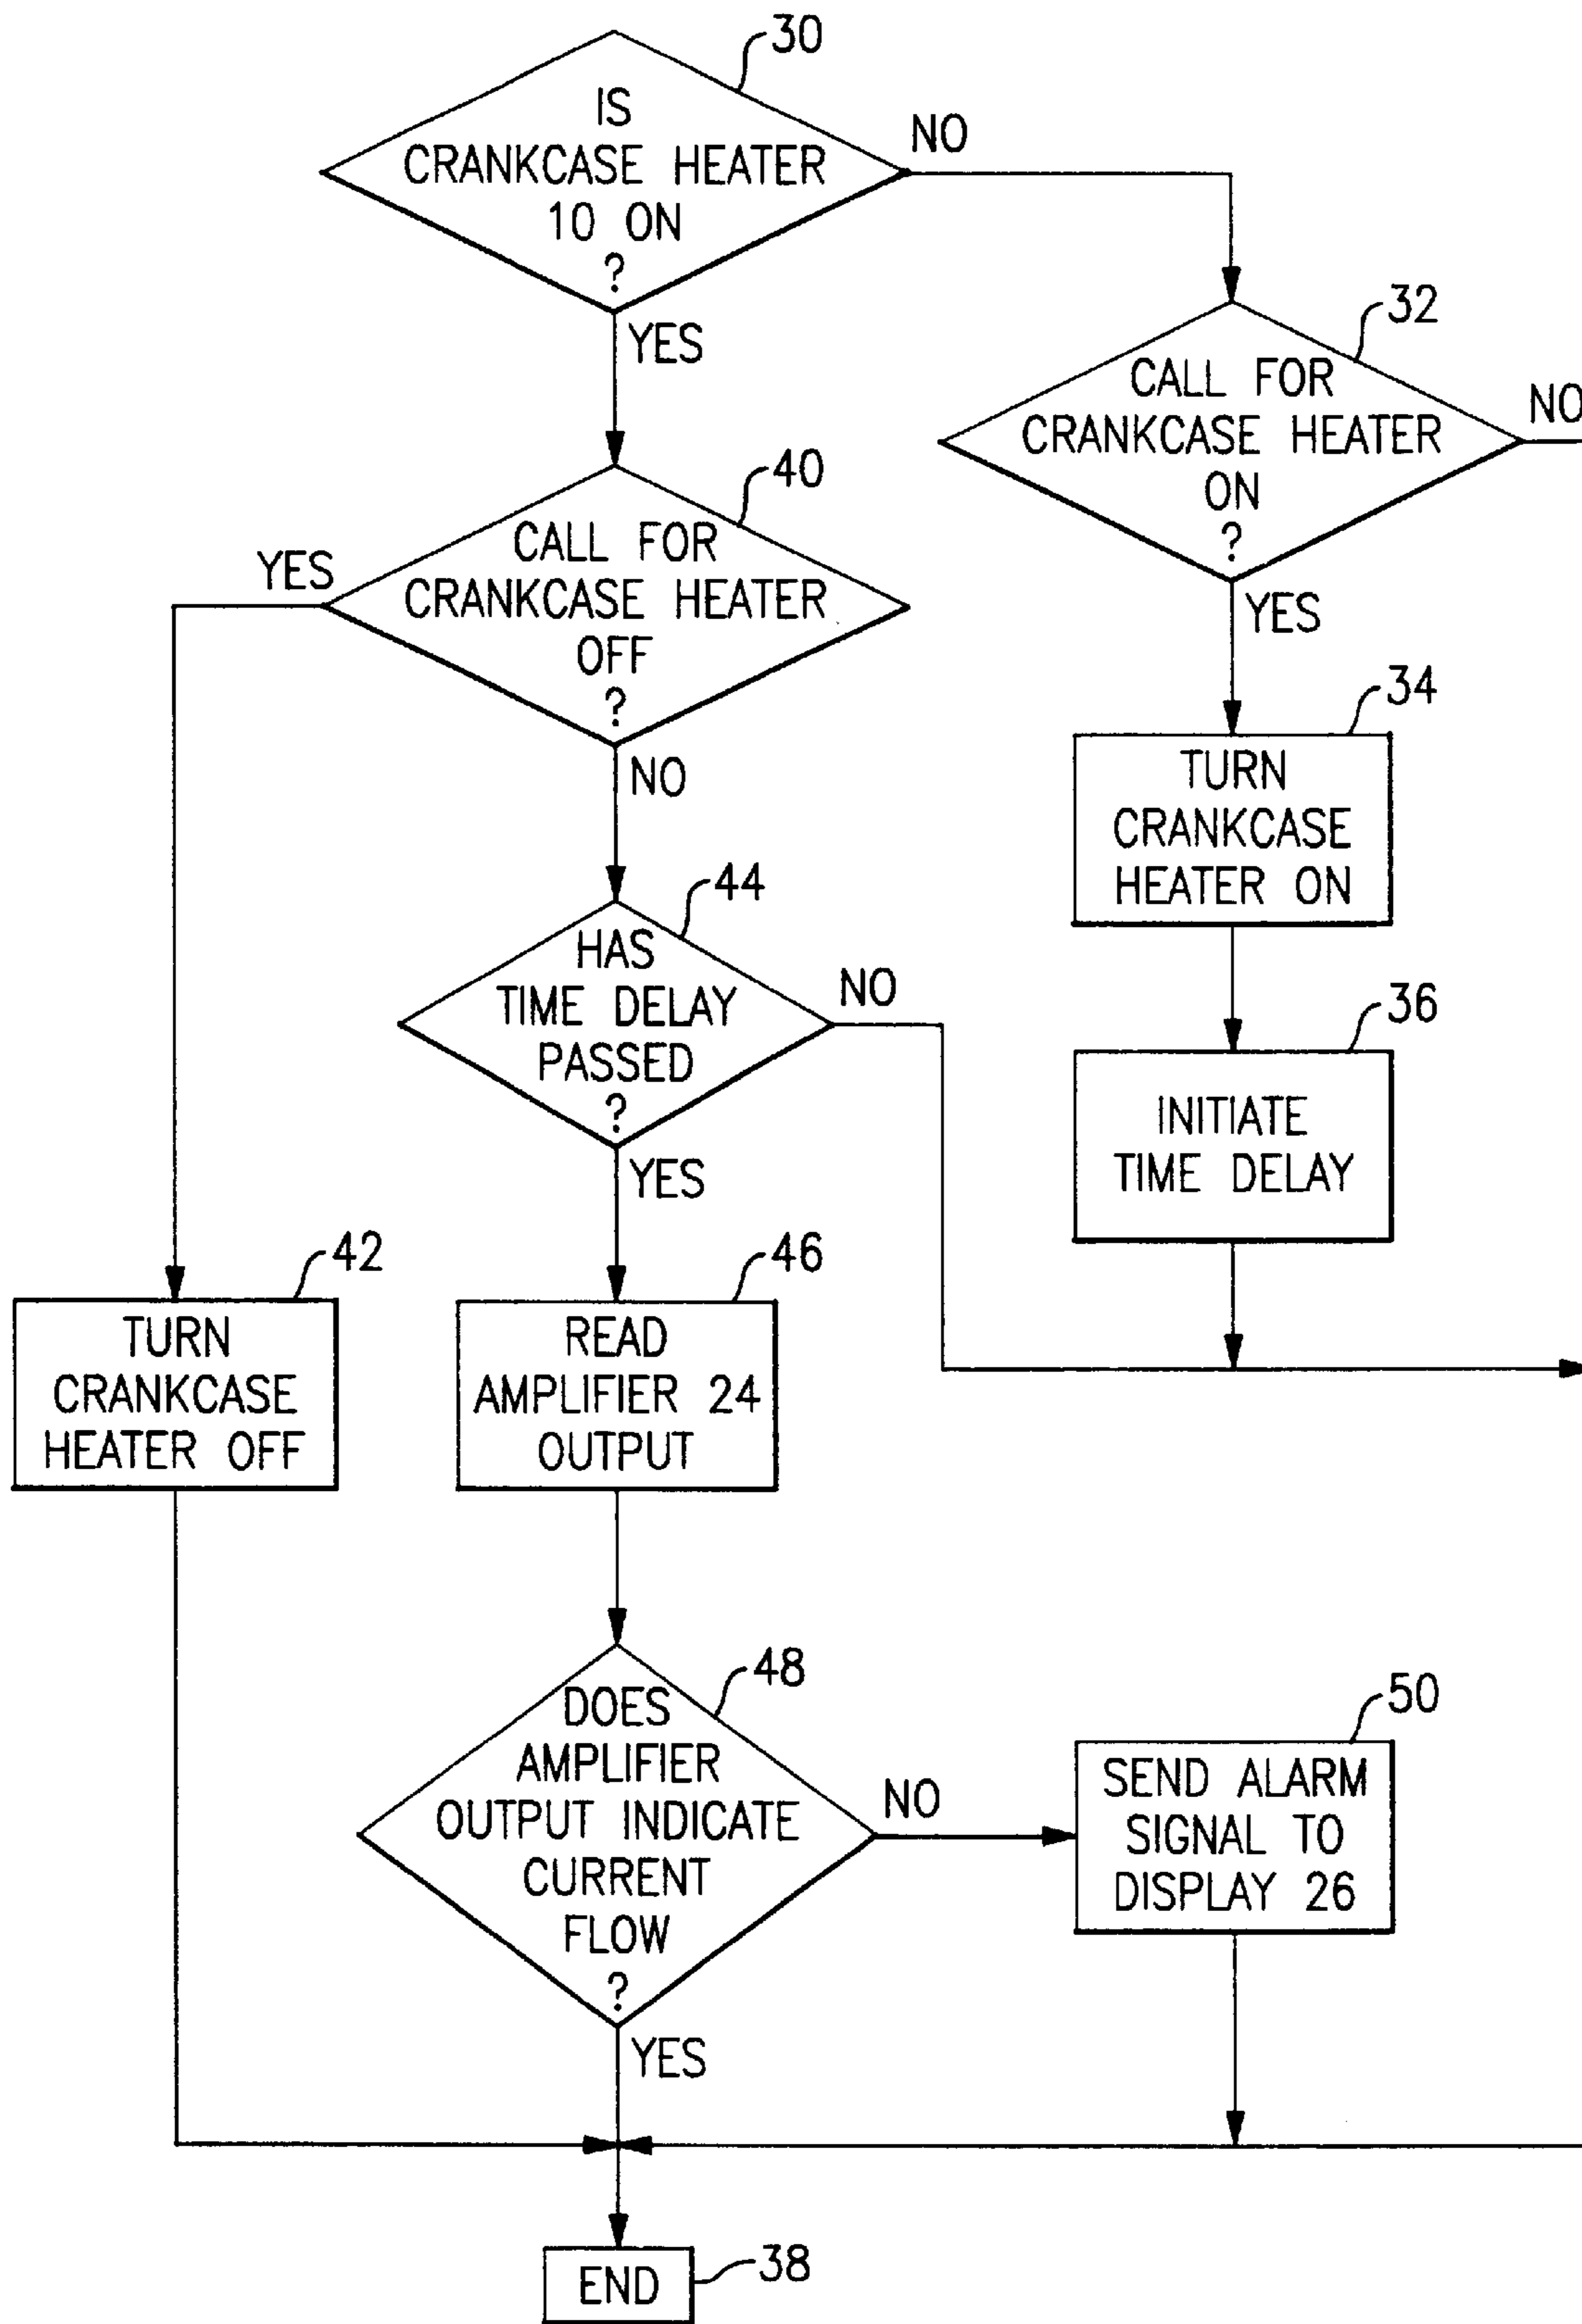 30
IS
CRANKCASE HEATER
10 ON
?
NO
YES
32
CALL FOR
CRANKCASE HEATER
ON
?
NO
YES
40
CALL FOR
CRANKCASE HEATER
OFF
?
YES
NO
34
TURN
CRANKCASE
HEATER ON
44
HAS
TIME DELAY
PASSED
?
NO
YES
36
INITIATE
TIME DELAY
42
TURN
CRANKCASE
HEATER OFF
46
READ
AMPLIFIER 24
OUTPUT
48
DOES
AMPLIFIER
OUTPUT INDICATE
CURRENT
FLOW
?
NO
YES
50
SEND ALARM
SIGNAL TO
DISPLAY 26
END
38